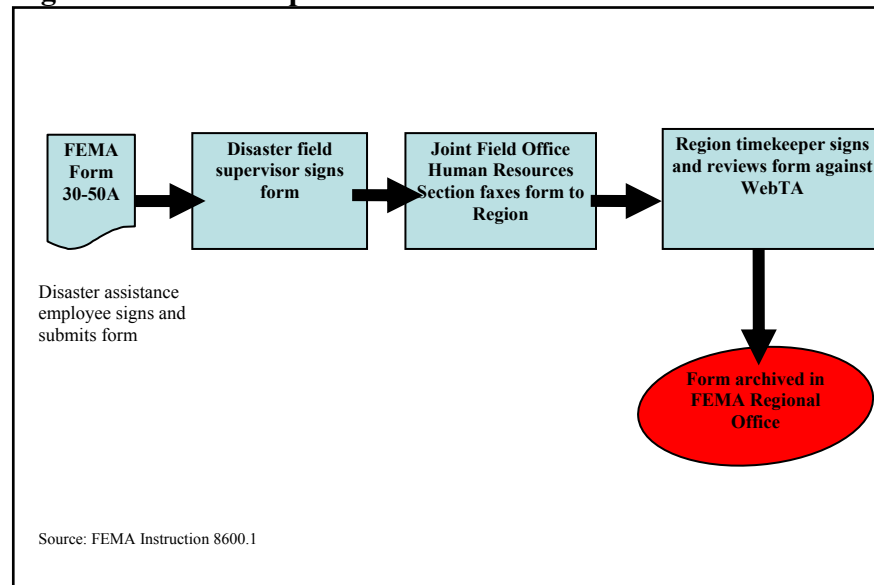 FEMA
Form
30-50A
Disaster field
supervisor signs
form
Joint Field Office
Human Resources
Section faxes form to
Region
Region timekeeper signs
and reviews form against
WebTA
Disaster assistance
employee signs and
submits form
Form archived in
FEMA Regional
Office
Source: FEMA Instruction 8600.1